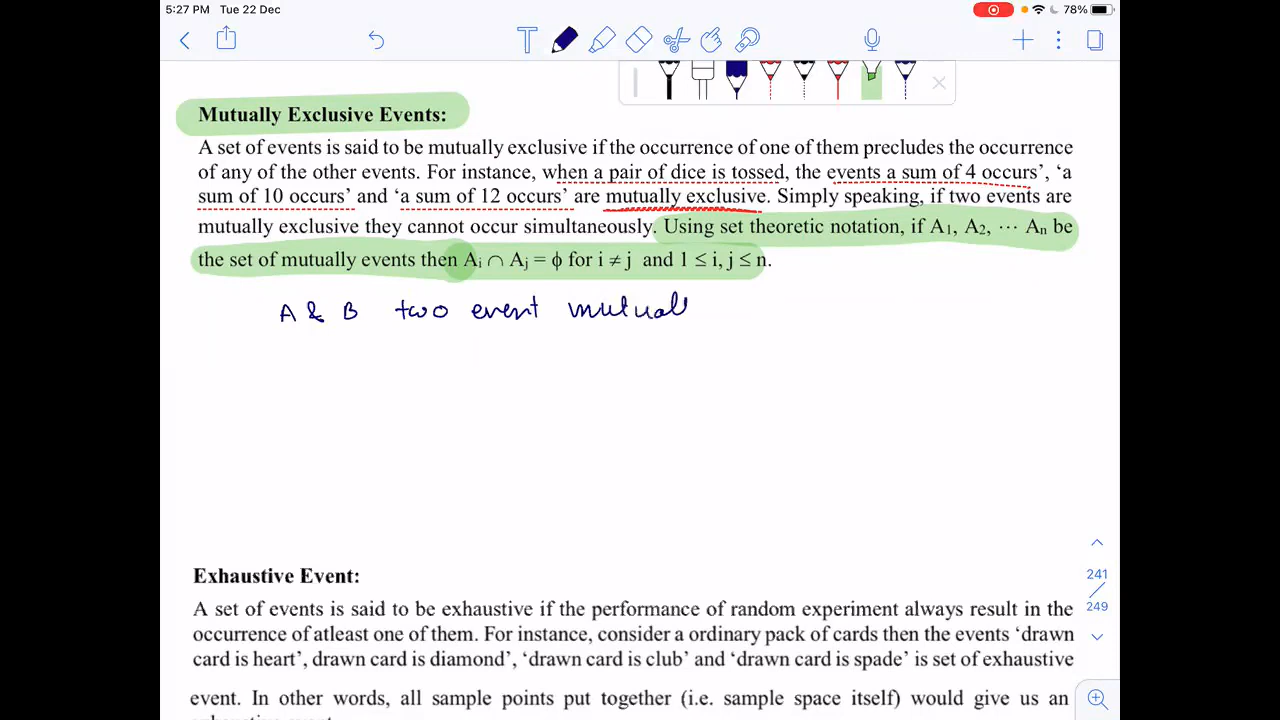 5:27 PM Tue 22 Dec
78%
Mutually Exclusive Events:
A set of events is said to be mutually exclusive if the occurrence of one of them precludes the occurrence
of any of the other events. For instance, when a pair of dice is tossed, the events a sum of 4 occurs’, ‘a
sum of 10 occurs’ and ‘a sum of 12 occurs’ are mutually exclusive. Simply speaking, if two events are
mutually exclusive they cannot occur simultaneously. Using set theoretic notation, if A₁, A₂, ⋯ Aₙ be
the set of mutually events then Aᵢ ∩ Aⱼ = ϕ for i ≠ j and 1 ≤ i, j ≤ n.
A & B two event mutual
241
249
Exhaustive Event:
A set of events is said to be exhaustive if the performance of random experiment always result in the
occurrence of atleast one of them. For instance, consider a ordinary pack of cards then the events ‘drawn
card is heart’, drawn card is diamond’, ‘drawn card is club’ and ‘drawn card is spade’ is set of exhaustive
event. In other words, all sample points put together (i.e. sample space itself) would give us an